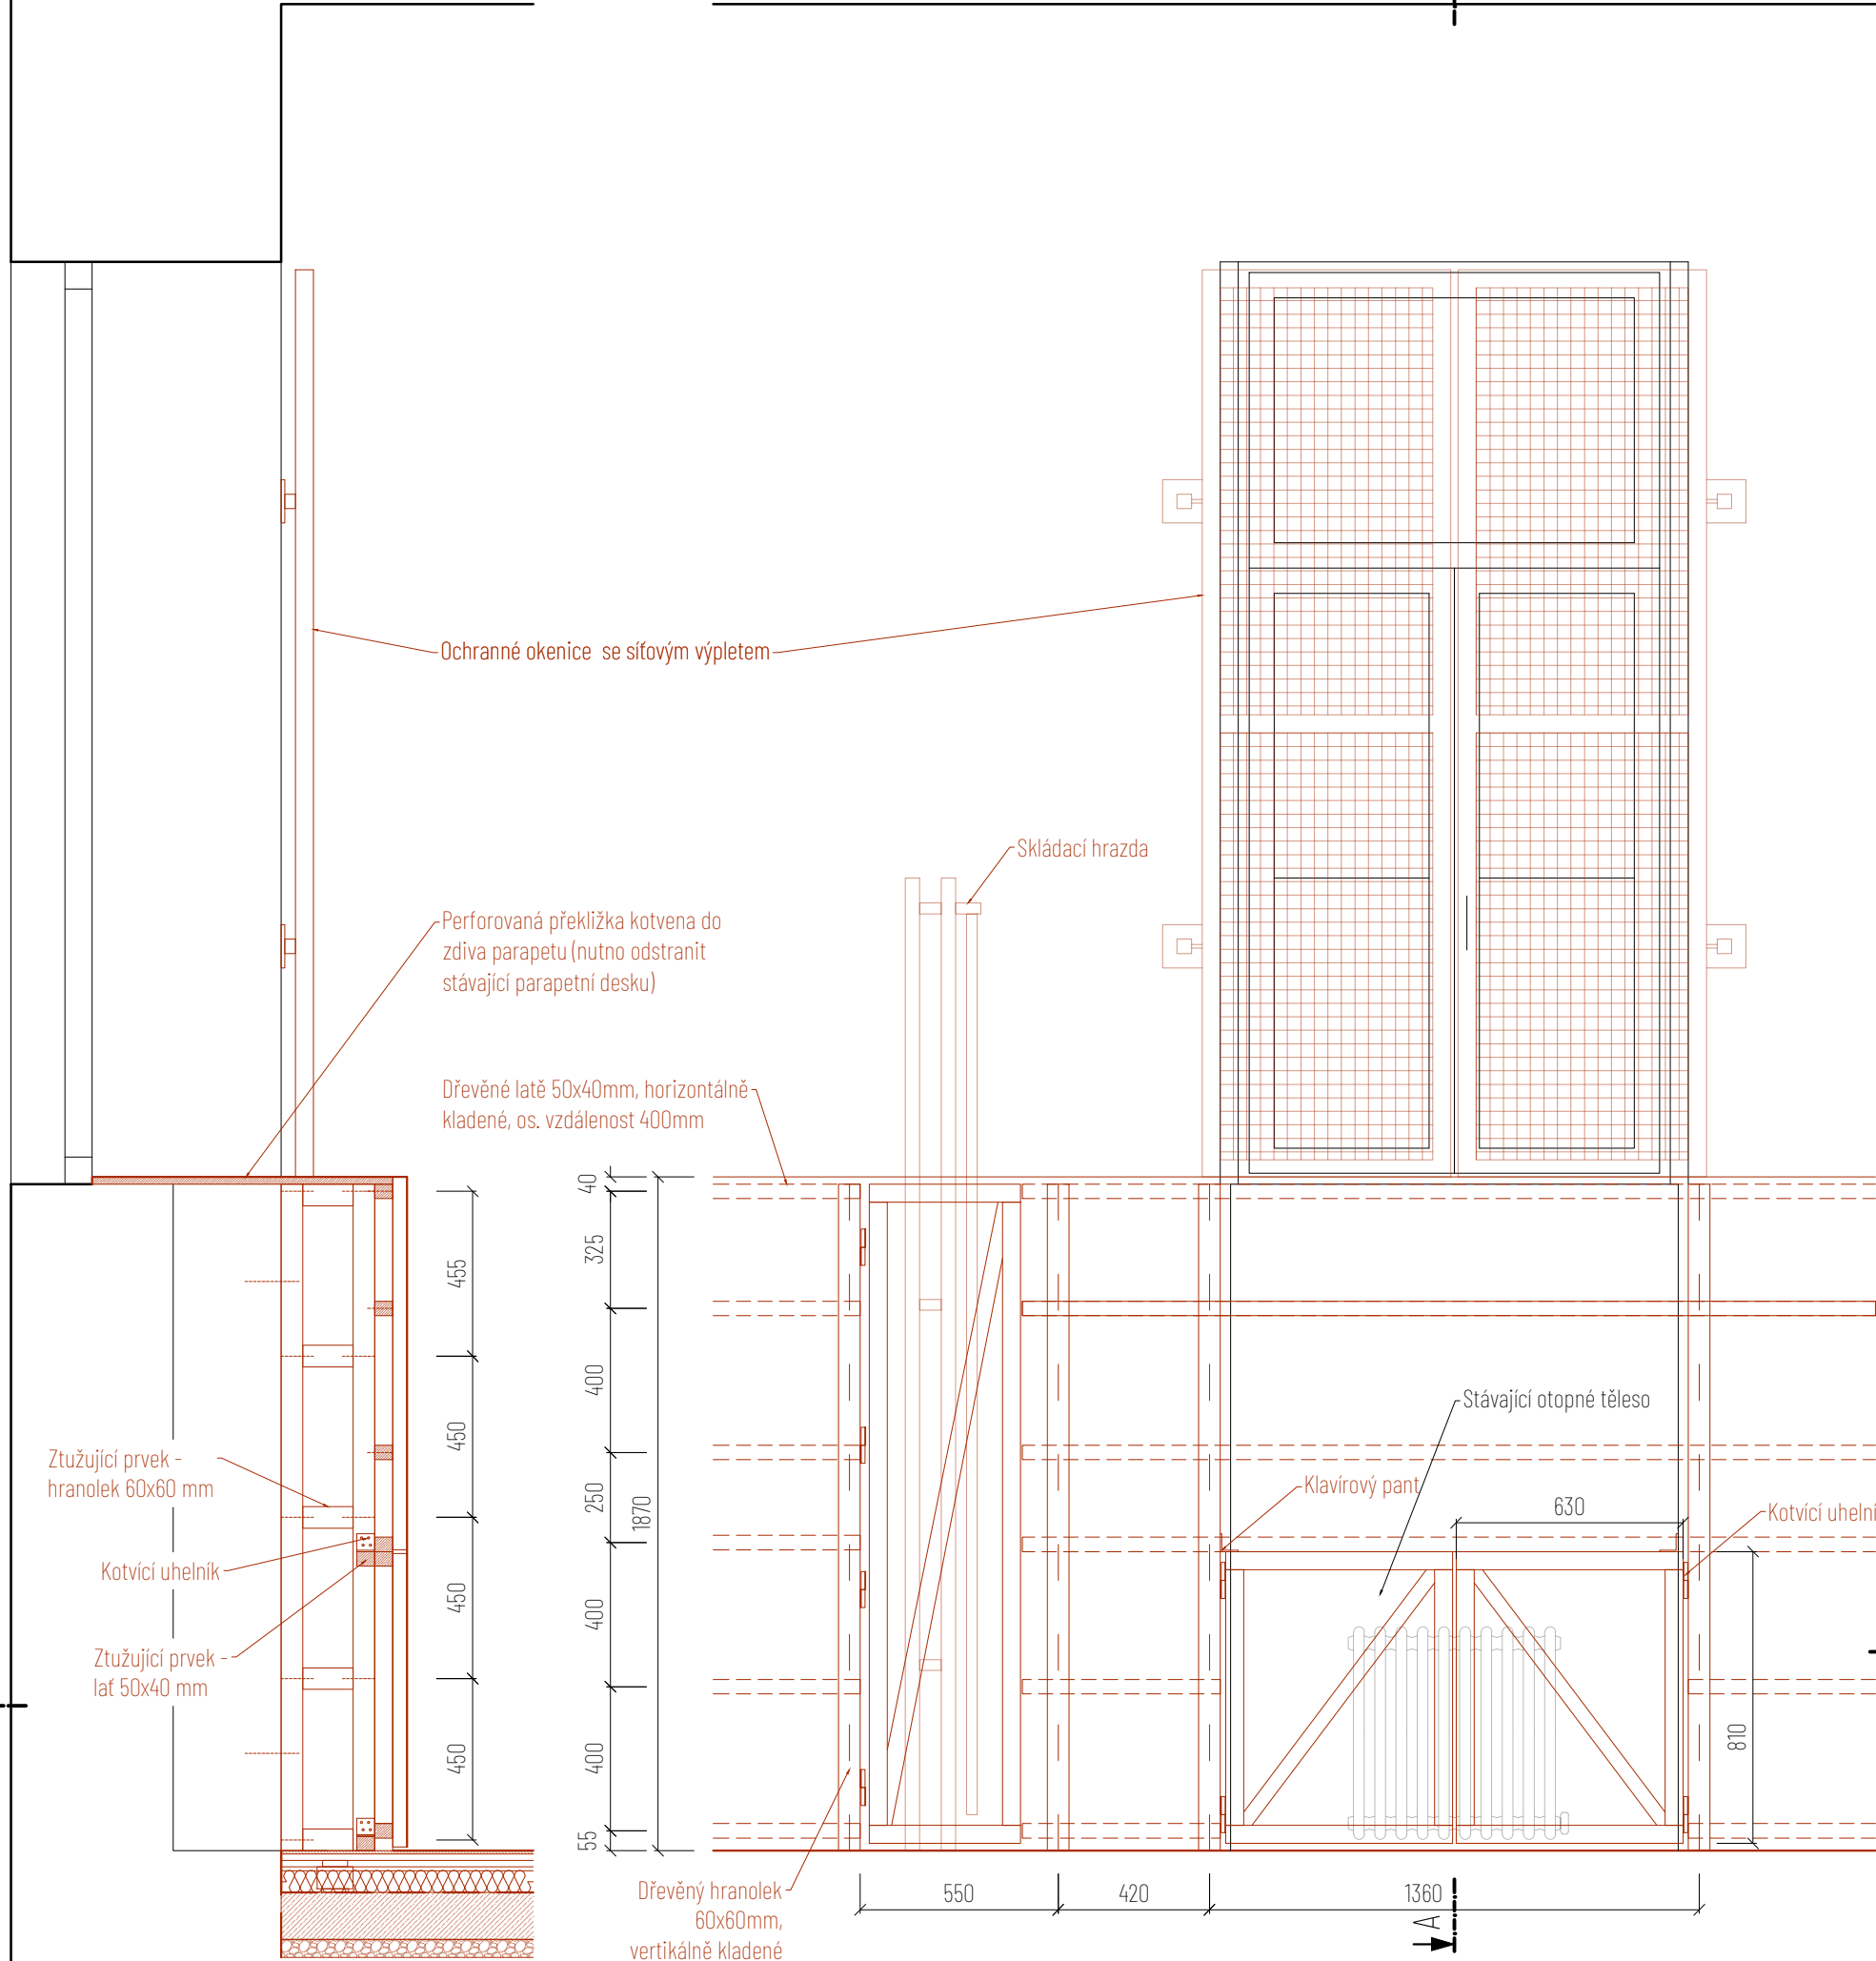 Ochranné okenice se síťovým výpletem
Skládací hrazda
Perforovaná překližka kotvena do
zdiva parapetu (nutno odstranit
stávající parapetní desku)
Dřevěné latě 50x40mm, horizontálně
kladené, os. vzdálenost 400mm
40
325
455
400
450
250
1870
450
400
450
400
55
Stávající otopné těleso
Ztužující prvek -
hranolek 60x60 mm
Klavírový pant
630
Kotvící uhelní
Kotvící uhelník
Ztužující prvek -
lať 50x40 mm
810
Dřevěný hranolek
60x60mm,
vertikálně kladené
550
420
1360
A